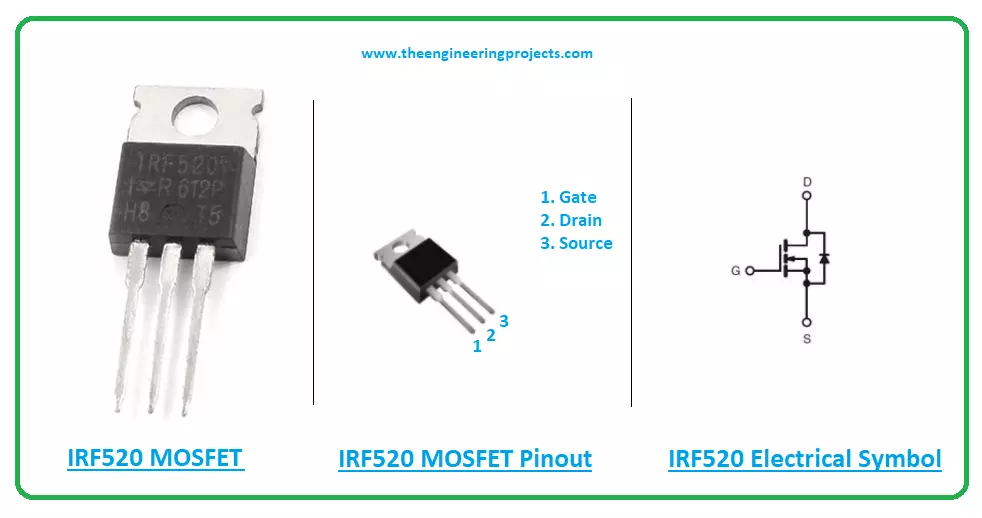 www.theengineeringprojects.com
IRF520
R 612P
H8 T5
1. Gate
2. Drain
3. Source
1
2
3
D
G
S
IRF520 MOSFET
IRF520 MOSFET Pinout
IRF520 Electrical Symbol